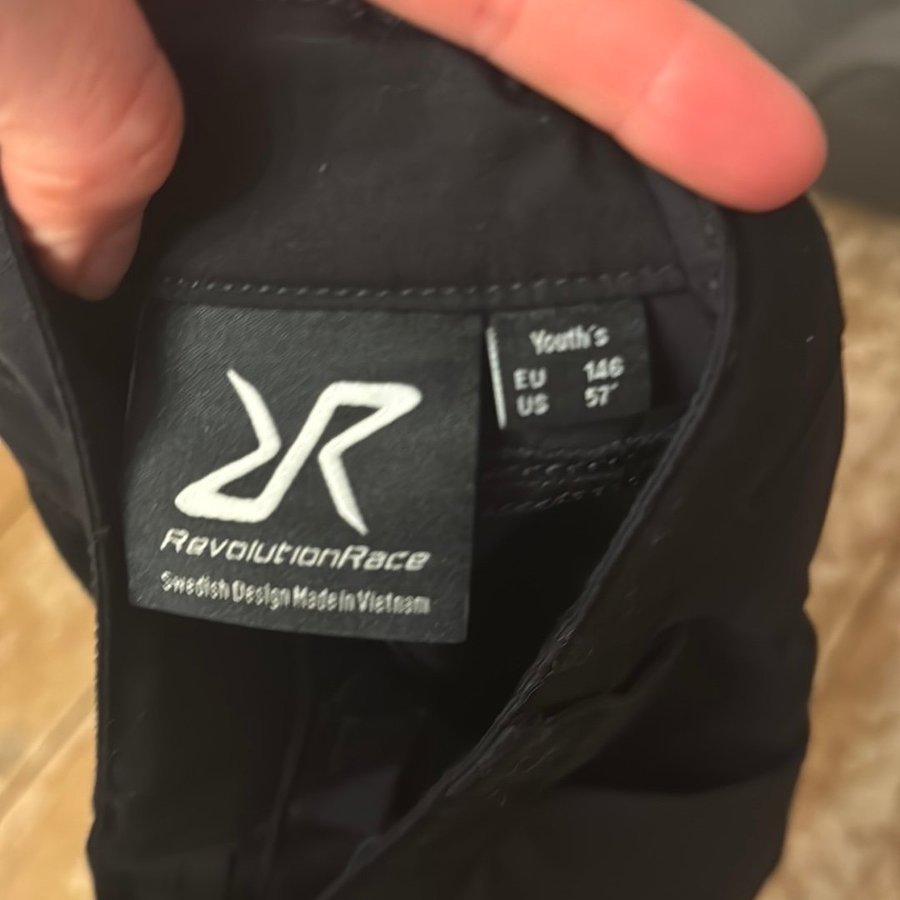 RevolutionRace
Swedish Design Made in Vietnam
Youth's
EU 146
US 57"